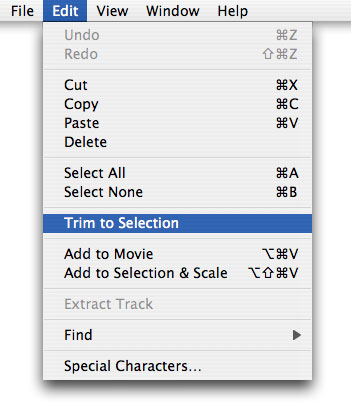 File Edit View Window Help
Undo ⌘Z
Redo ⇧⌘Z
Cut ⌘X
Copy ⌘C
Paste ⌘V
Delete
Select All ⌘A
Select None ⌘B
Trim to Selection
Add to Movie ⌥⌘V
Add to Selection & Scale ⌥⇧⌘V
Extract Track
Find ▶
Special Characters...